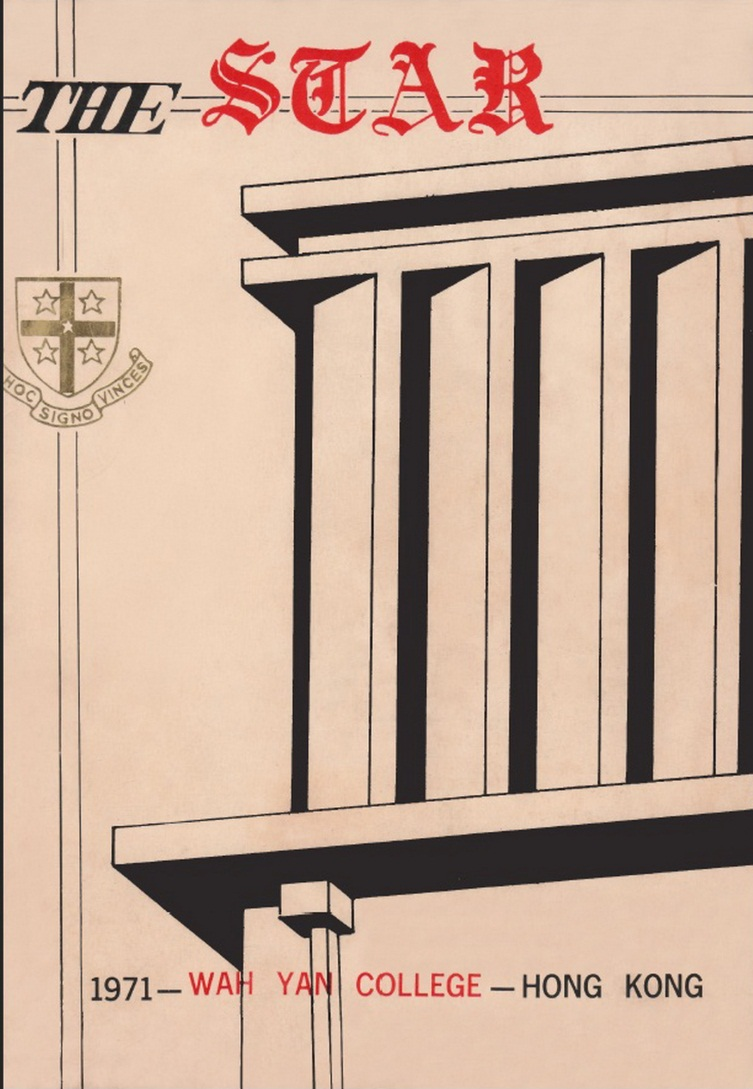 THE STAR
HOC SIGNO VINCES
1971—WAH YAN COLLEGE—HONG KONG